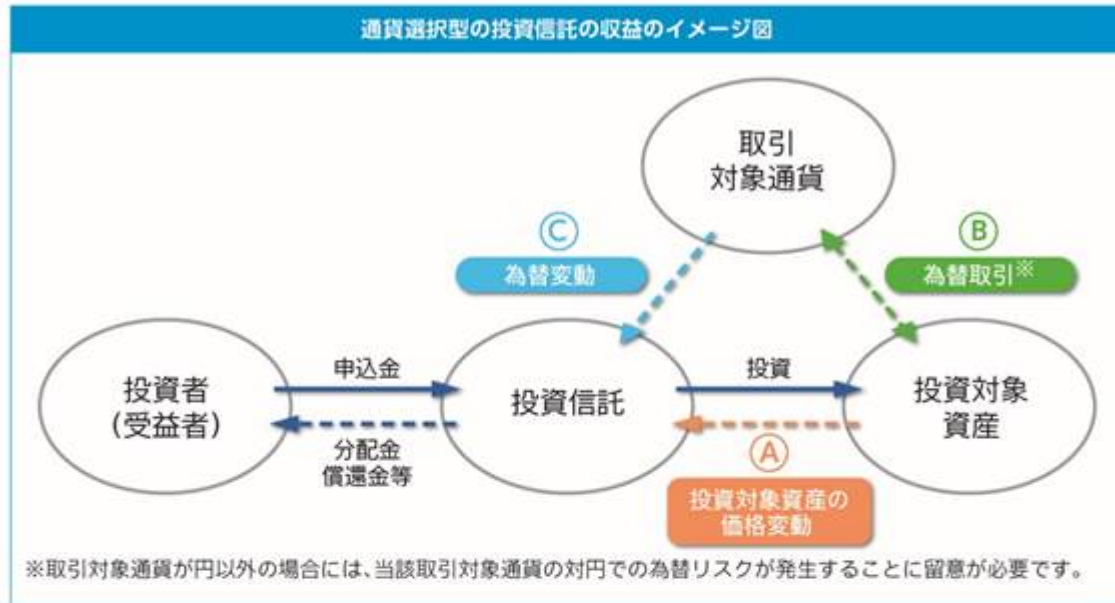 通貨選択型の投資信託の収益のイメージ図
取引
対象通貨
Ⓒ
為替変動
Ⓑ
為替取引※
投資者
(受益者)
申込金
分配金
償還金等
投資信託
投資
Ⓐ
投資対象資産の
価格変動
投資対象
資産
※取引対象通貨が円以外の場合には、当該取引対象通貨の対円での為替リスクが発生することに留意が必要です。